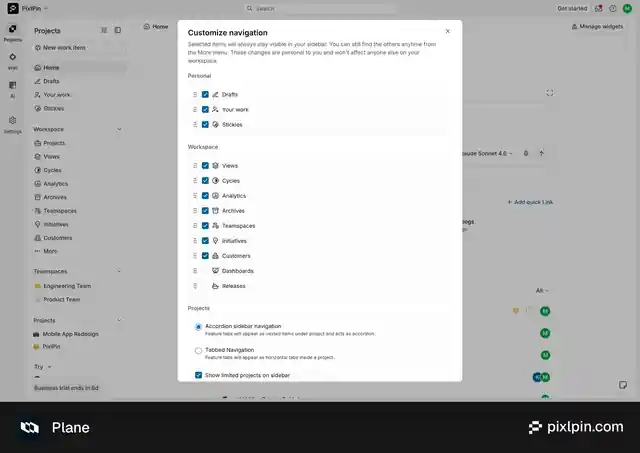 PixlPin
Search
Get started
M
Projects
Wiki
AI
Settings
Projects
New work item
Home
Drafts
Your work
Stickies
Workspace
Projects
Views
Cycles
Analytics
Archives
Teamspaces
Initiatives
Customers
More
Teamspaces
Engineering Team
Product Team
Projects
Mobile App Redesign
PixlPin
Try
Business trial ends in 6d
Home
Manage widgets
Claude Sonnet 4.6
Add quick Link
All
M
M
M
M
M
Customize navigation
Selected items will always stay visible in your sidebar. You can still find the others anytime from
the More menu. These changes are personal to you and won't affect anyone else on your
workspace.
Personal
Drafts
Your work
Stickies
Workspace
Views
Cycles
Analytics
Archives
Teamspaces
Initiatives
Customers
Dashboards
Releases
Projects
Accordion sidebar navigation
Feature tabs will appear as nested items under project and acts as accordion.
Tabbed Navigation
Feature tabs will appear as horizontal tabs inside a project.
Show limited projects on sidebar
Plane
pixlpin.com